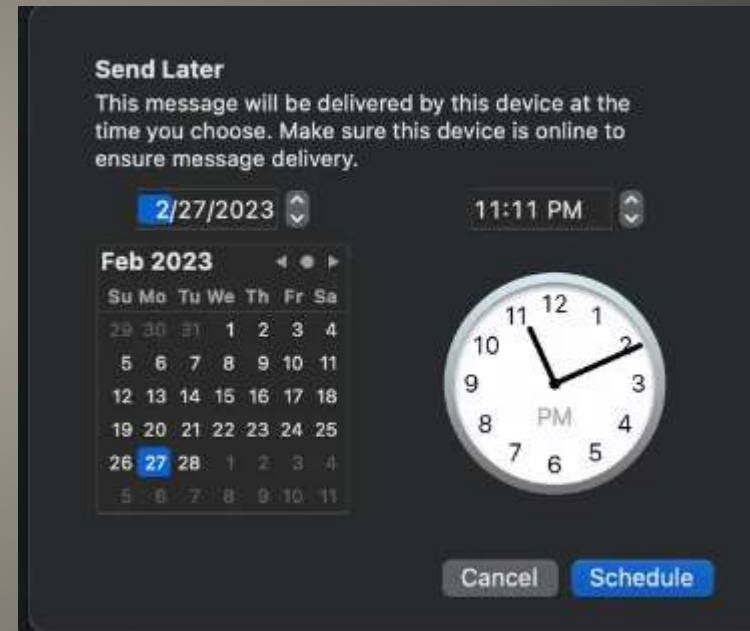 Send Later
This message will be delivered by this device at the
time you choose. Make sure this device is online to
ensure message delivery.
2/27/2023
11:11 PM
Feb 2023
Su Mo Tu We Th Fr Sa
29 30 31 1 2 3 4
5 6 7 8 9 10 11
12 13 14 15 16 17 18
19 20 21 22 23 24 25
26 27 28 1 2 3 4
5 6 7 8 9 10 11
12
11 1
10 2
9 3
PM
8 4
7 5
6
Cancel Schedule